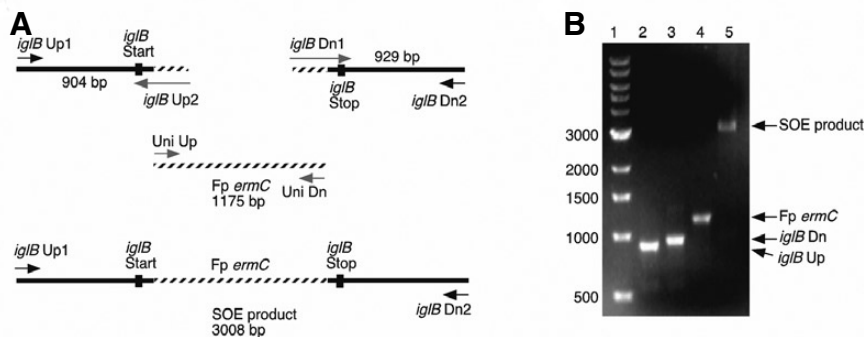 A
iglB Up1
iglB
Start
904 bp
iglB Up2
iglB Dn1
929 bp
iglB
Stop
iglB Dn2
Uni Up
Fp ermC
1175 bp
Uni Dn
iglB Up1
iglB
Start
Fp ermC
iglB
Stop
SOE product
3008 bp
iglB Dn2
B
1 2 3 4 5
3000
2000
1500
1000
500
SOE product
Fp ermC
iglB Dn
iglB Up